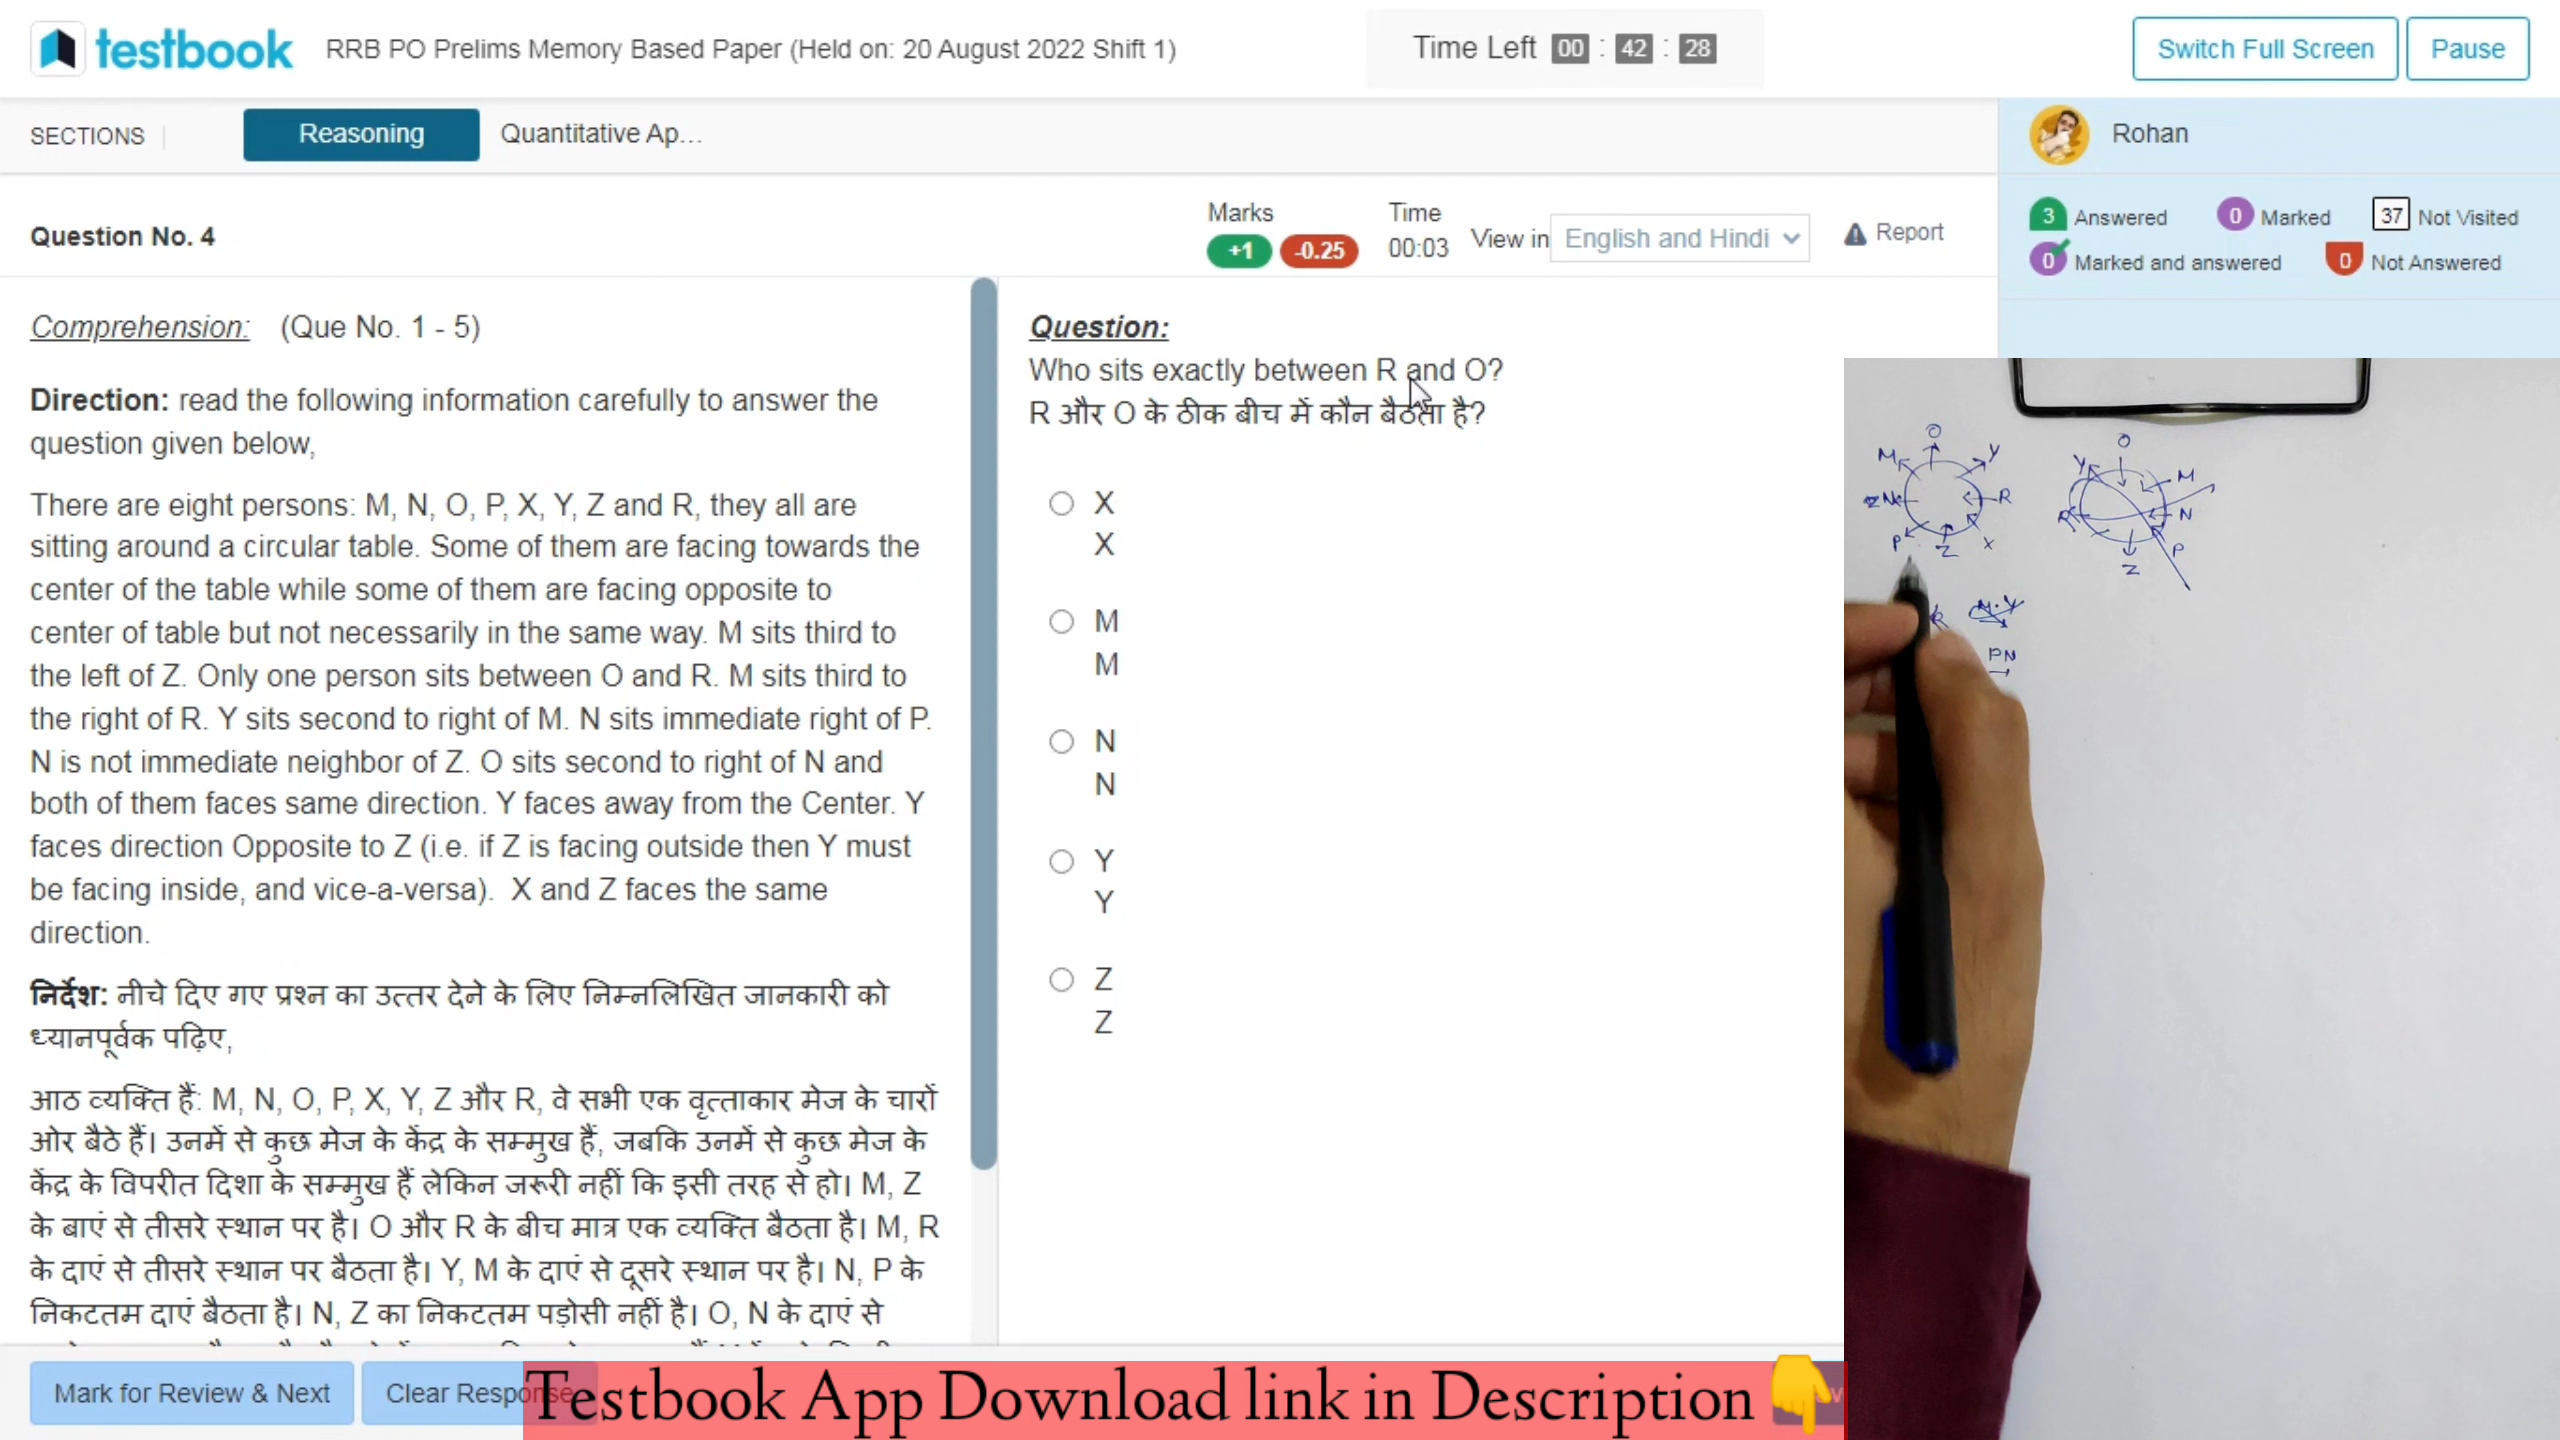 testbook RRB PO Prelims Memory Based Paper (Held on: 20 August 2022 Shift 1) Time Left 00 : 42 : 28 Switch Full Screen Pause
SECTIONS Reasoning Quantitative Ap... Rohan
3 Answered 0 Marked 37 Not Visited
0 Marked and answered 0 Not Answered
Question No. 4 Marks +1 -0.25 Time 00:03 View in English and Hindi Report
Comprehension: (Que No. 1 - 5)
Direction: read the following information carefully to answer the
question given below,
There are eight persons: M, N, O, P, X, Y, Z and R, they all are
sitting around a circular table. Some of them are facing towards the
center of the table while some of them are facing opposite to
center of table but not necessarily in the same way. M sits third to
the left of Z. Only one person sits between O and R. M sits third to
the right of R. Y sits second to right of M. N sits immediate right of P.
N is not immediate neighbor of Z. O sits second to right of N and
both of them faces same direction. Y faces away from the Center. Y
faces direction Opposite to Z (i.e. if Z is facing outside then Y must
be facing inside, and vice-a-versa). X and Z faces the same
direction.
निर्देश: नीचे दिए गए प्रश्न का उत्तर देने के लिए निम्नलिखित जानकारी को
ध्यानपूर्वक पढ़िए,
आठ व्यक्ति हैं: M, N, O, P, X, Y, Z और R, वे सभी एक वृत्ताकार मेज के चारों
ओर बैठे हैं। उनमें से कुछ मेज के केंद्र के सम्मुख हैं, जबकि उनमें से कुछ मेज के
केंद्र के विपरीत दिशा के सम्मुख हैं लेकिन जरूरी नहीं कि इसी तरह से हो। M, Z
के बाएं से तीसरे स्थान पर है। O और R के बीच मात्र एक व्यक्ति बैठता है। M, R
के दाएं से तीसरे स्थान पर बैठता है। Y, M के दाएं से दूसरे स्थान पर है। N, P के
निकटतम दाएं बैठता है। N, Z का निकटतम पड़ोसी नहीं है। O, N के दाएं से
Question:
Who sits exactly between R and O?
R और O के ठीक बीच में कौन बैठता है?
X
X
M
M
N
N
Y
Y
Z
Z
O
M
Y
N
R
P
Z
X
O
Y
M
R
N
P
Z
R
PN
Mark for Review & Next Clear Response
Testbook App Download link in Description